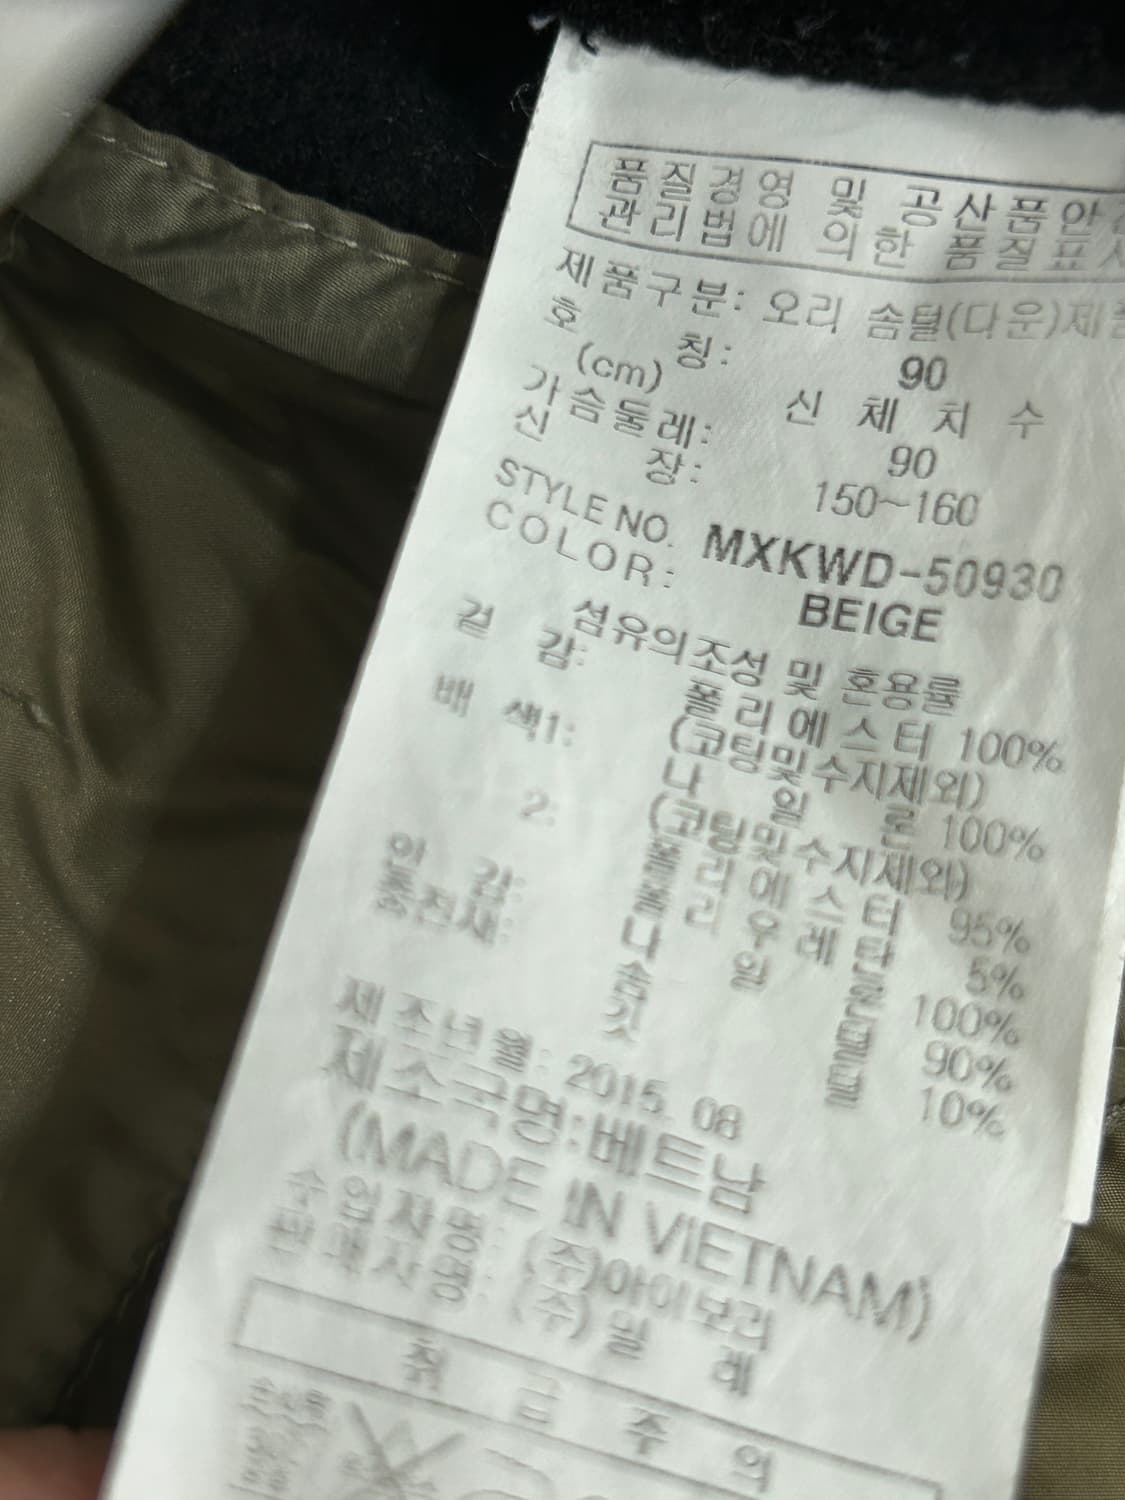 품질경영 및 공산품안
관리법에 의한 품질표시
제품구분: 오리 솜털(다운)제품
호 칭: 90
(cm) 신 체 치 수
가슴둘레: 90
신 장: 150~160
STYLE NO. MXKWD-50930
COLOR: BEIGE
섬유의조성 및 혼용률
겉 감: 폴리에스터 100%
(코팅및수지제외)
배 색1: 나 일 론 100%
(코팅및수지제외)
2: 폴리에스터 95%
폴리우레탄 5%
안 감: 나 일 론 100%
충전재: 솜털 90%
깃털 10%
제조년월: 2015. 08
제조국명:베트남
(MADE IN VIETNAM)
수입자명: (주)아이보리
판매자명: (주)밀 레
취 급 주 의